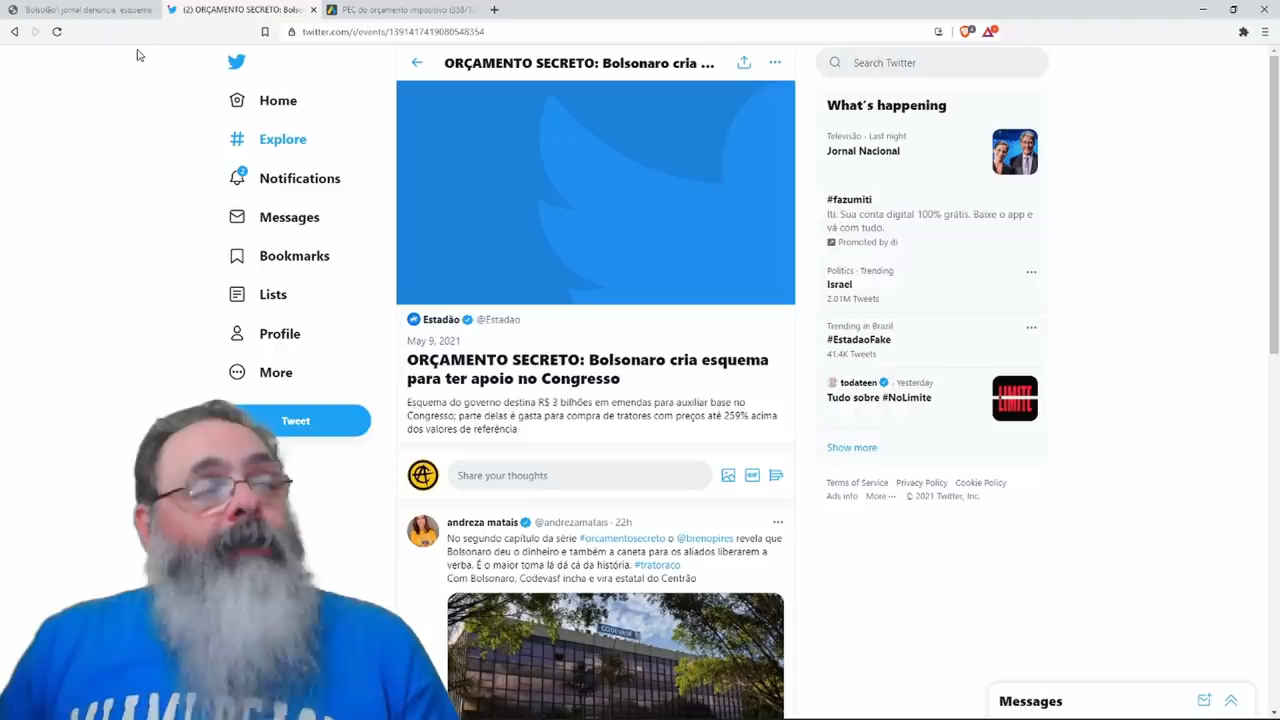 'Bolsolão': jornal denuncia esquema
(2) ORÇAMENTO SECRETO: Bolso
PEC do orçamento impositivo (358/1
twitter.com/i/events/1391417419080548354
ORÇAMENTO SECRETO: Bolsonaro cria ...
Search Twitter
Home
Explore
2
Notifications
Messages
Bookmarks
Lists
Profile
More
Tweet
Estadão @Estadao
May 9, 2021
ORÇAMENTO SECRETO: Bolsonaro cria esquema
para ter apoio no Congresso
Esquema do governo destina R$ 3 bilhões em emendas para auxiliar base no
Congresso; parte delas é gasta para compra de tratores com preços até 259% acima
dos valores de referência
Share your thoughts
GIF
andreza matais @andrezamatais · 22h
No segundo capítulo da série #orcamentosecreto o @brenopires revela que
Bolsonaro deu o dinheiro e também a caneta para os aliados liberarem a
verba. É o maior toma lá dá cá da história. #tratoraco
Com Bolsonaro, Codevasf incha e vira estatal do Centrão
CODEVASF
What's happening
Televisão · Last night
Jornal Nacional
#fazumiti
Iti. Sua conta digital 100% grátis. Baixe o app e
vá com tudo.
Promoted by iti
Politics · Trending
Israel
2.01M Tweets
Trending in Brazil
#EstadaoFake
41.4K Tweets
todateen · Yesterday
Tudo sobre #NoLimite
LIMITE
Show more
Terms of Service Privacy Policy Cookie Policy
Ads info More ··· © 2021 Twitter, Inc.
Messages